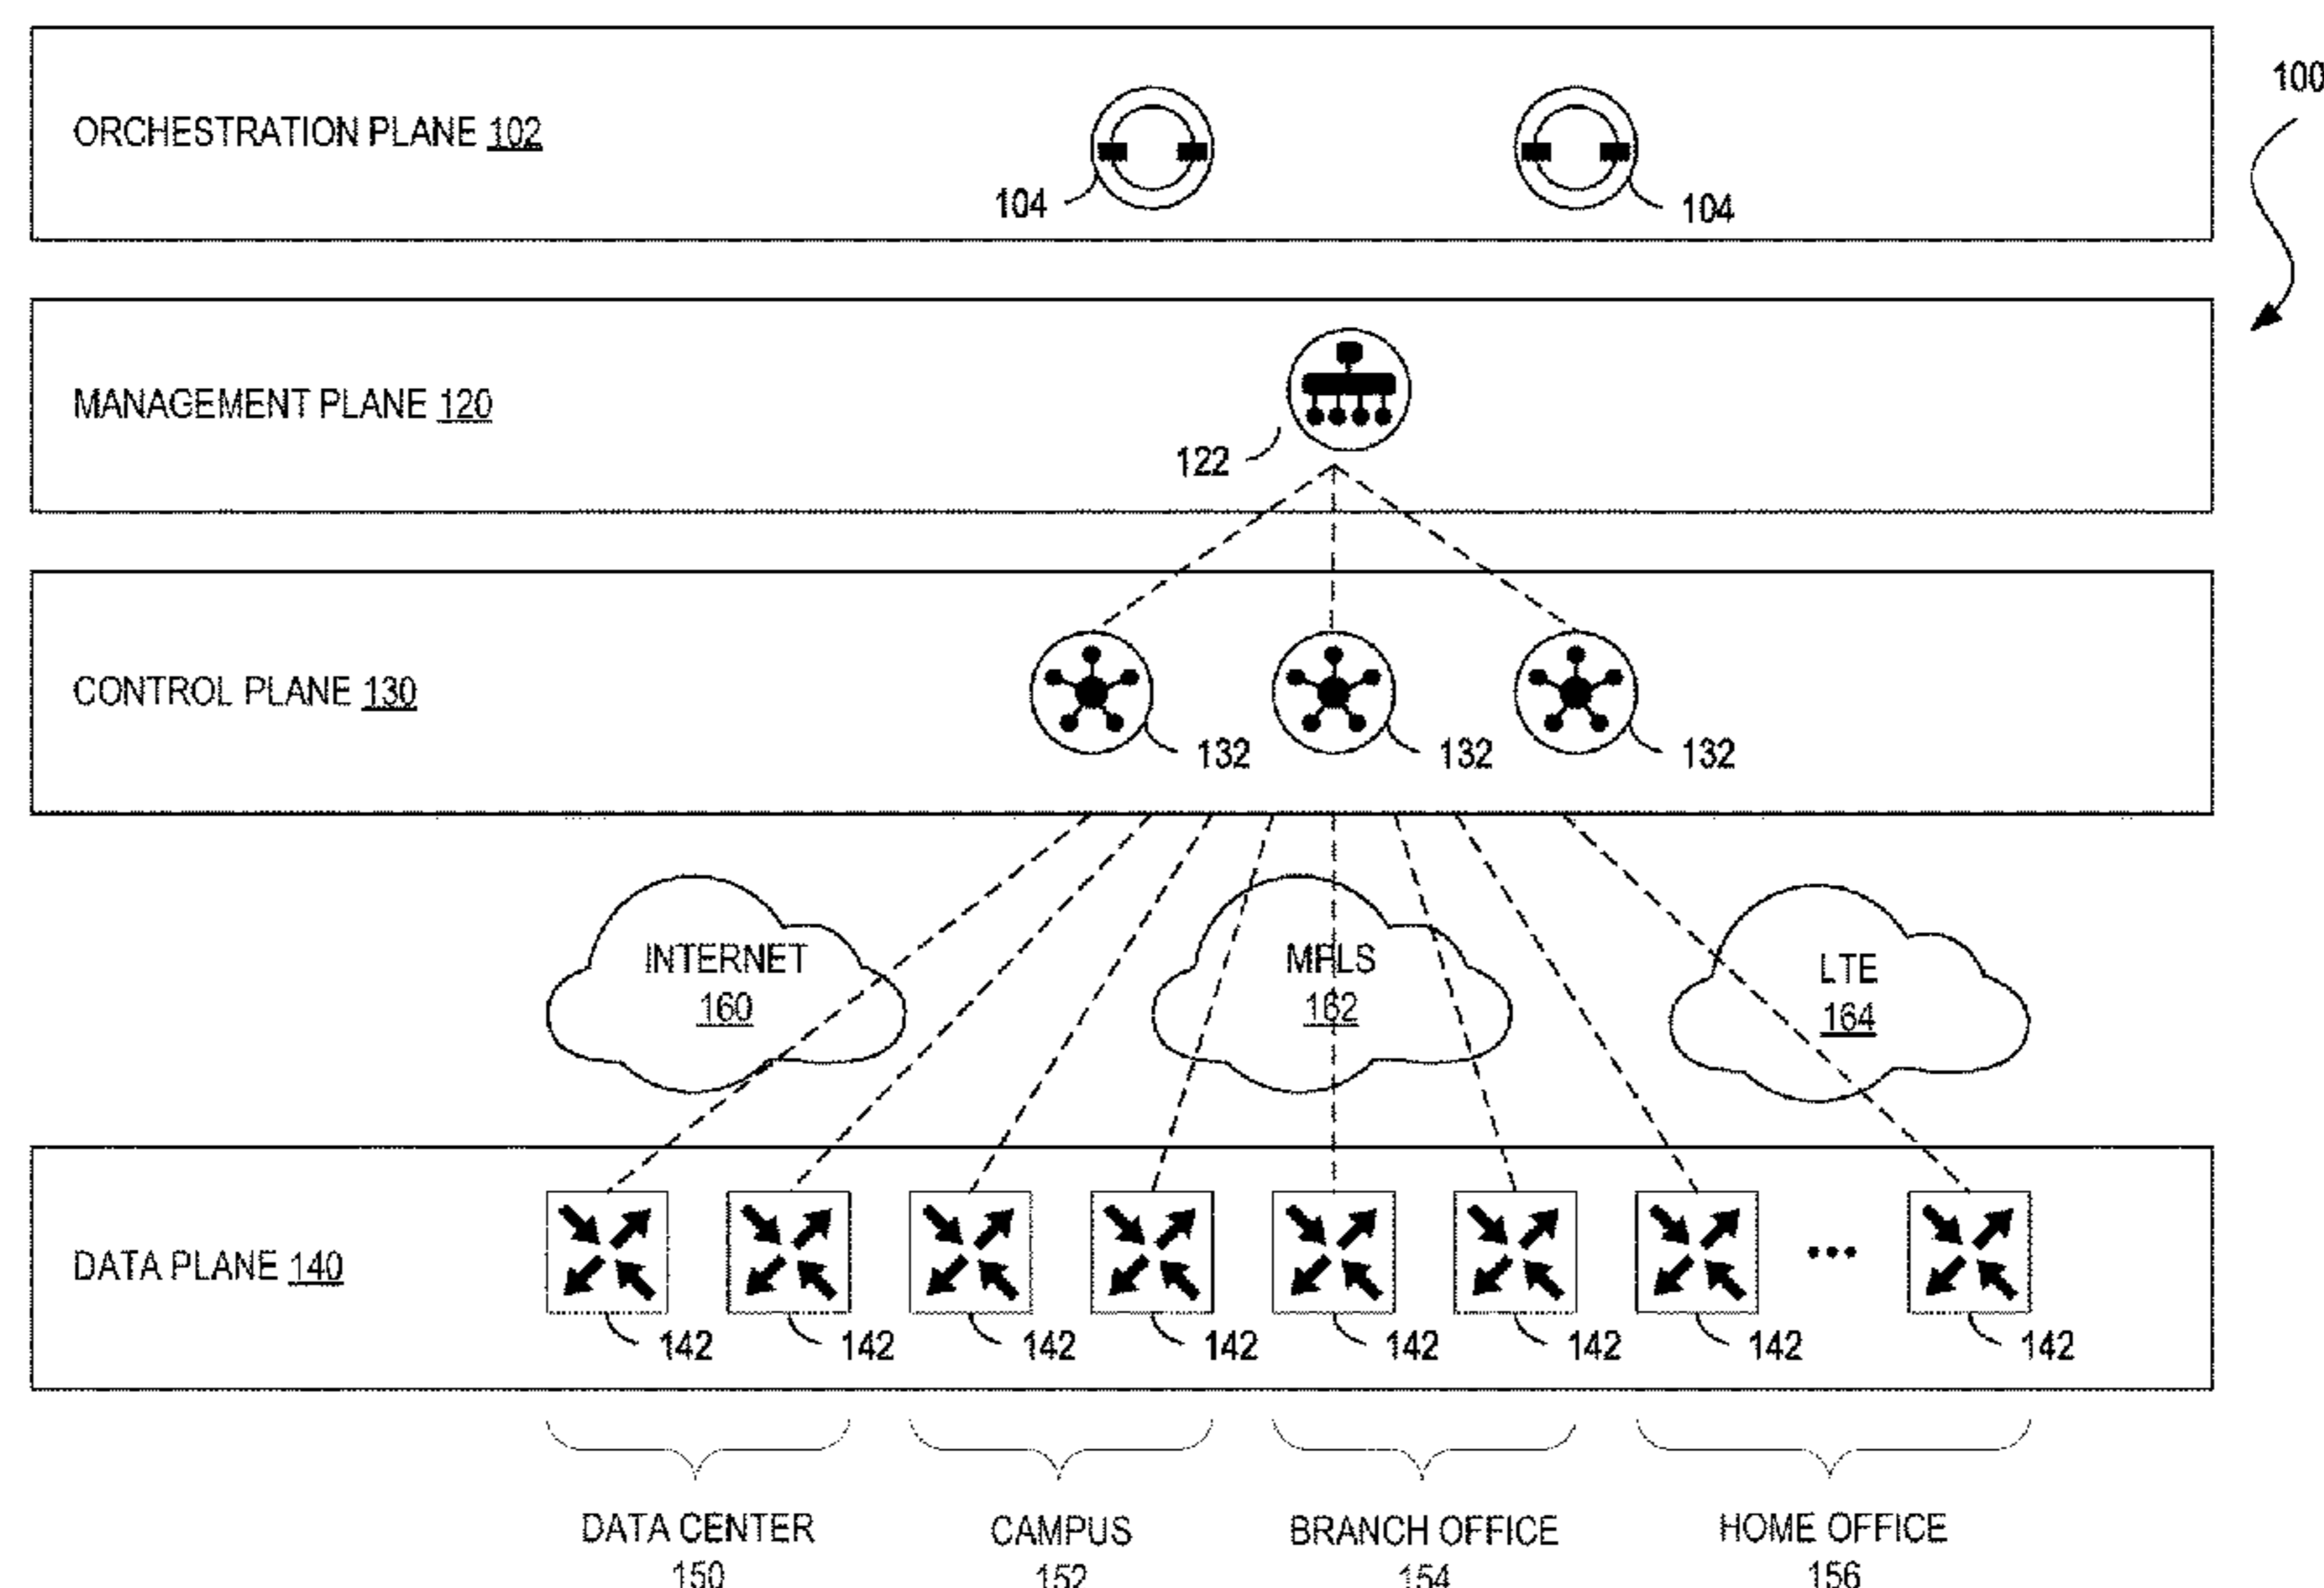 100
ORCHESTRATION PLANE 102
104 104
MANAGEMENT PLANE 120
122
CONTROL PLANE 130
132 132 132
INTERNET MPLS LTE
160 162 164
DATA PLANE 140
142 142 142 142 142 142 142 142
DATA CENTER CAMPUS BRANCH OFFICE HOME OFFICE
150 152 154 156